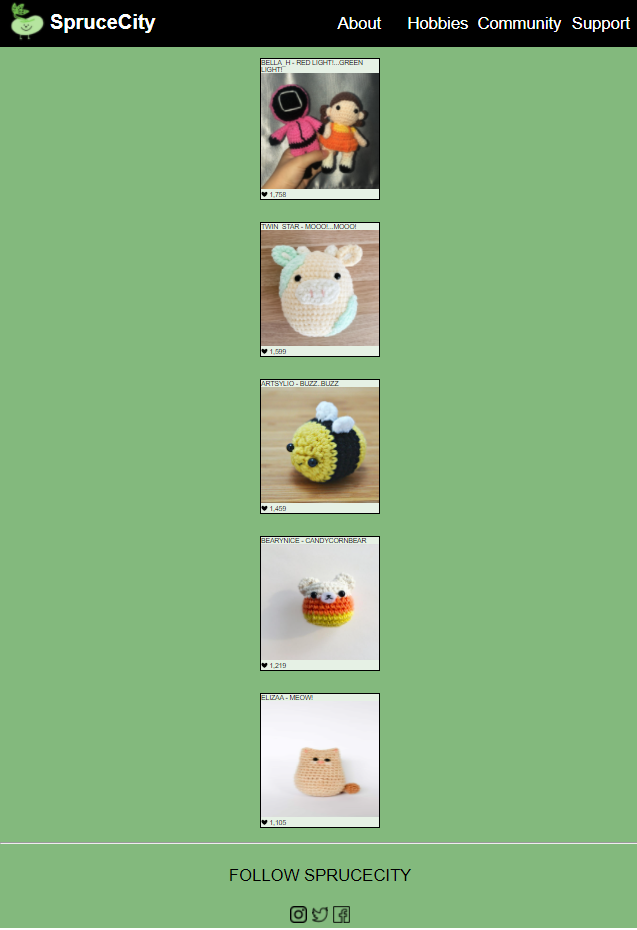 SpruceCity
About Hobbies Community Support
BELLA_H - RED LIGHT!...GREEN
LIGHT!
1,758
TWIN_STAR - MOOO!...MOOO!
1,599
ARTSYLIO - BUZZ..BUZZ
1,459
BEARYNICE - CANDYCORNBEAR
1,219
ELIZAA - MEOW!
1,105
FOLLOW SPRUCECITY